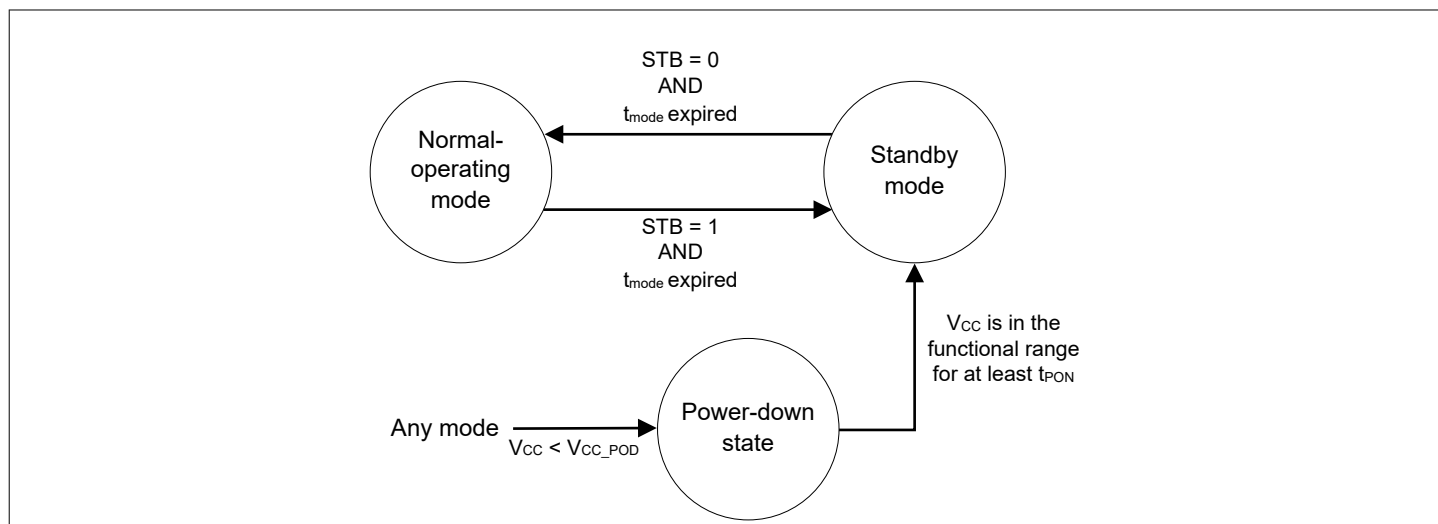 STB = 0
AND
tmode expired
Normal-
operating
mode
Standby
mode
STB = 1
AND
tmode expired
VCC is in the
functional range
for at least tPON
Power-down
state
Any mode
VCC < VCC_POD